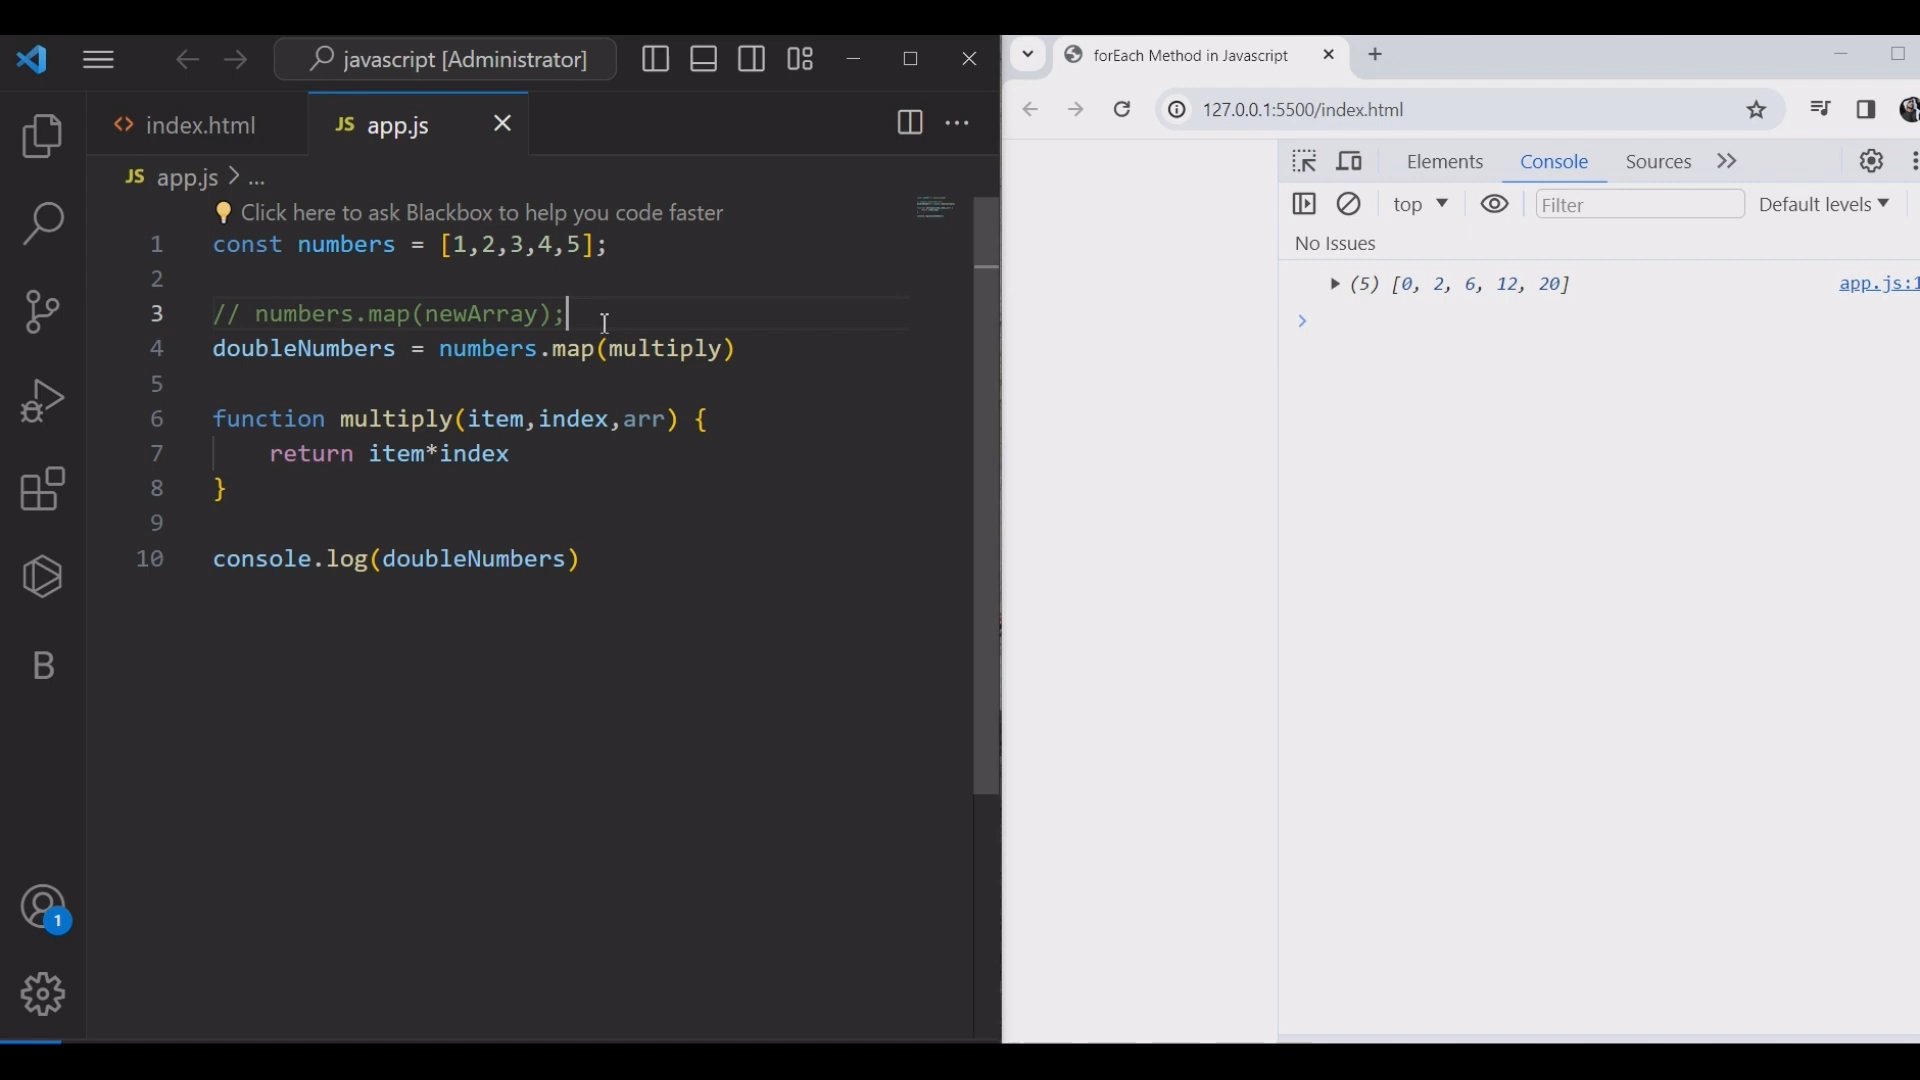 javascript [Administrator]
index.html
JS app.js
JS app.js > ...
Click here to ask Blackbox to help you code faster
1 const numbers = [1,2,3,4,5];
2
3 // numbers.map(newArray);
4 doubleNumbers = numbers.map(multiply)
5
6 function multiply(item,index,arr) {
7 return item*index
8 }
9
10 console.log(doubleNumbers)
B
1
forEach Method in Javascript
127.0.0.1:5500/index.html
Elements Console Sources
top Filter Default levels
No Issues
(5) [0, 2, 6, 12, 20] app.js:1